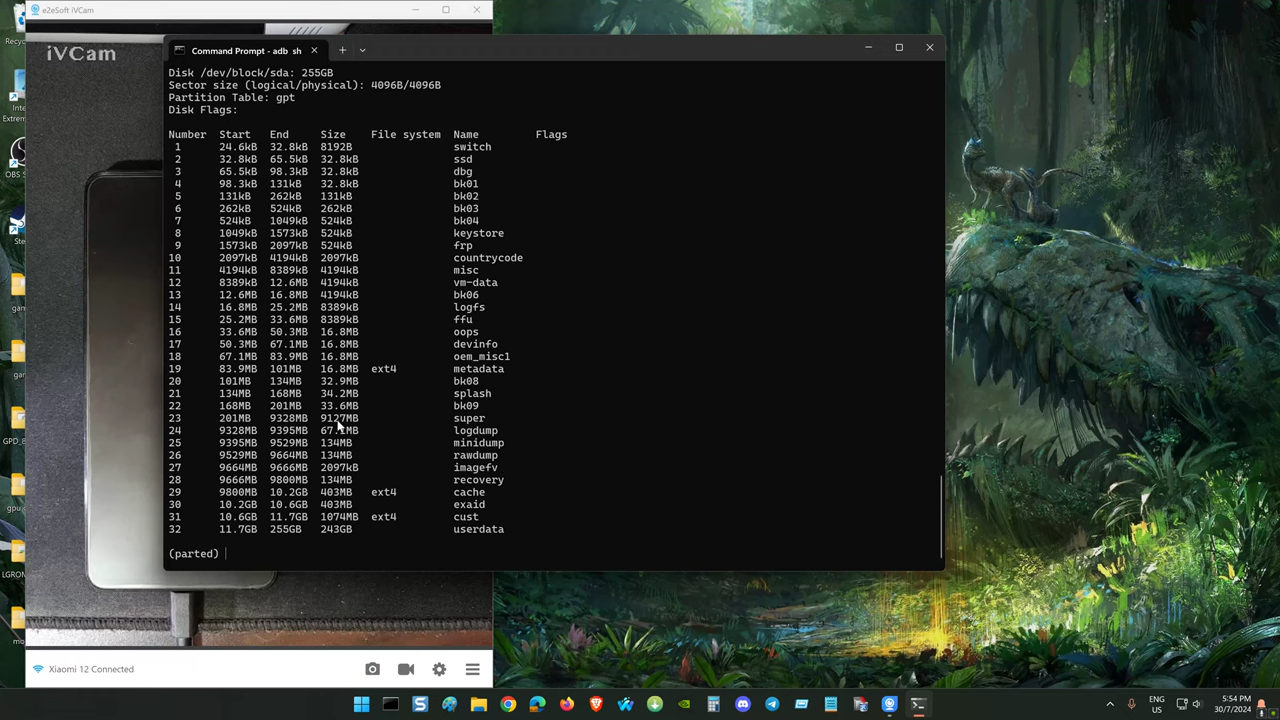 e2eSoft iVCam
iVCam
Command Prompt - adb sh
Disk /dev/block/sda: 255GB
Sector size (logical/physical): 4096B/4096B
Partition Table: gpt
Disk Flags:
Number Start End Size File system Name Flags
1 24.6kB 32.8kB 8192B switch
2 32.8kB 65.5kB 32.8kB ssd
3 65.5kB 98.3kB 32.8kB dbg
4 98.3kB 131kB 32.8kB bk01
5 131kB 262kB 131kB bk02
6 262kB 524kB 262kB bk03
7 524kB 1049kB 524kB bk04
8 1049kB 1573kB 524kB keystore
9 1573kB 2097kB 524kB frp
10 2097kB 4194kB 2097kB countrycode
11 4194kB 8389kB 4194kB misc
12 8389kB 12.6MB 4194kB vm-data
13 12.6MB 16.8MB 4194kB bk06
14 16.8MB 25.2MB 8389kB logfs
15 25.2MB 33.6MB 8389kB ffu
16 33.6MB 50.3MB 16.8MB oops
17 50.3MB 67.1MB 16.8MB devinfo
18 67.1MB 83.9MB 16.8MB oem_misc1
19 83.9MB 101MB 16.8MB ext4 metadata
20 101MB 134MB 32.9MB bk08
21 134MB 168MB 34.2MB splash
22 168MB 201MB 33.6MB bk09
23 201MB 9328MB 9127MB super
24 9328MB 9395MB 67.1MB logdump
25 9395MB 9529MB 134MB minidump
26 9529MB 9664MB 134MB rawdump
27 9664MB 9666MB 2097kB imagefv
28 9666MB 9800MB 134MB recovery
29 9800MB 10.2GB 403MB ext4 cache
30 10.2GB 10.6GB 403MB exaid
31 10.6GB 11.7GB 1074MB ext4 cust
32 11.7GB 255GB 243GB userdata
(parted)
Xiaomi 12 Connected
ENG
US
5:54 PM
30/7/2024